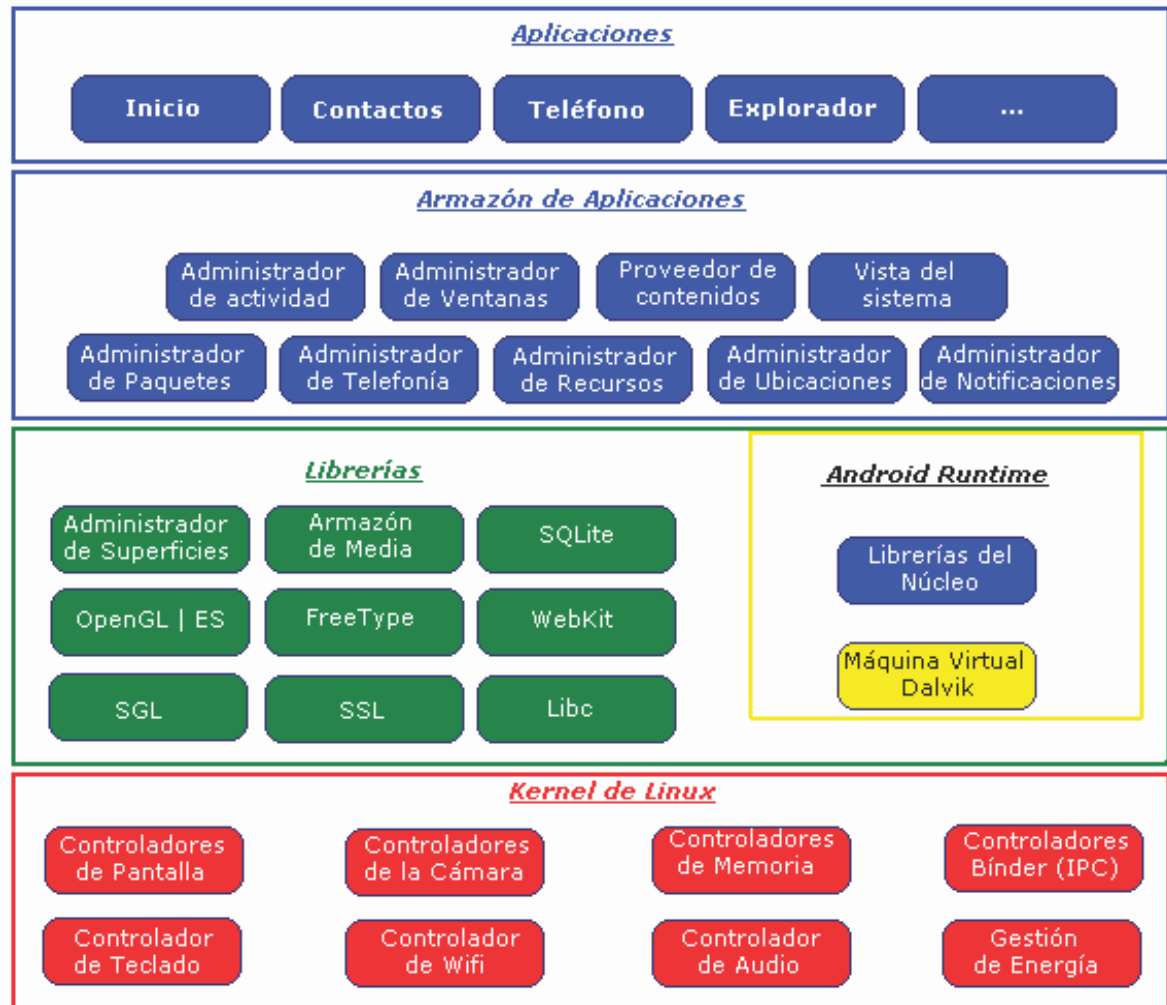 Aplicaciones
Inicio
Contactos
Teléfono
Explorador
...
Armazón de Aplicaciones
Administrador
de actividad
Administrador
de Ventanas
Proveedor de
contenidos
Vista del
sistema
Administrador
de Paquetes
Administrador
de Telefonía
Administrador
de Recursos
Administrador
de Ubicaciones
Administrador
de Notificaciones
Librerías
Administrador
de Superficies
Armazón
de Media
SQLite
OpenGL | ES
FreeType
WebKit
SGL
SSL
Libc
Android Runtime
Librerías del
Núcleo
Máquina Virtual
Dalvik
Kernel de Linux
Controladores
de Pantalla
Controladores
de la Cámara
Controladores
de Memoria
Controladores
Bínder (IPC)
Controlador
de Teclado
Controlador
de Wifi
Controlador
de Audio
Gestión
de Energía